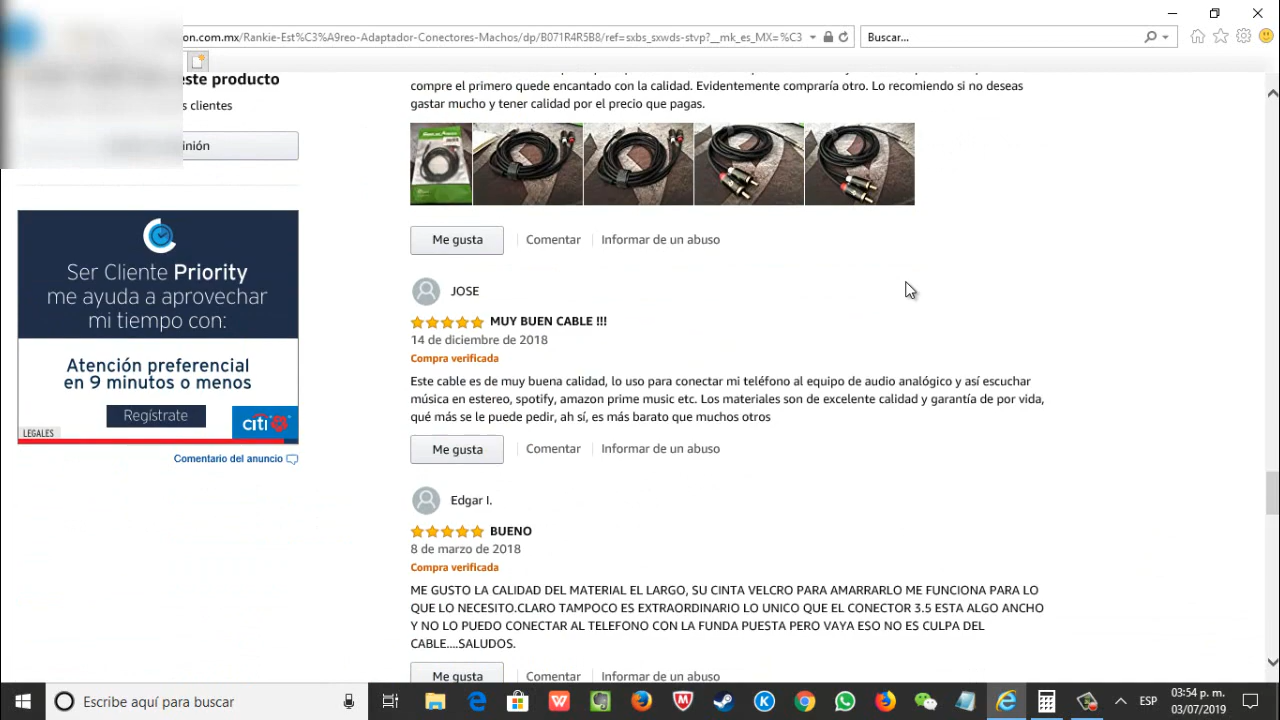 on.com.mx/Rankie-Est%C3%A9reo-Adaptador-Conectores-Machos/dp/B071R4R5B8/ref=sxbs_sxwds-stvp?__mk_es_MX=%C3
Buscar...
este producto
s clientes
inión
compre el primero quede encantado con la calidad. Evidentemente compraría otro. Lo recomiendo si no deseas
gastar mucho y tener calidad por el precio que pagas.
Me gusta
Comentar
Informar de un abuso
Ser Cliente Priority
me ayuda a aprovechar
mi tiempo con:
Atención preferencial
en 9 minutos o menos
Regístrate
citi
LEGALES
Comentario del anuncio
JOSE
MUY BUEN CABLE !!!
14 de diciembre de 2018
Compra verificada
Este cable es de muy buena calidad, lo uso para conectar mi teléfono al equipo de audio analógico y así escuchar
música en estereo, spotify, amazon prime music etc. Los materiales son de excelente calidad y garantía de por vida,
qué más se le puede pedir, ah sí, es más barato que muchos otros
Me gusta
Comentar
Informar de un abuso
Edgar I.
BUENO
8 de marzo de 2018
Compra verificada
ME GUSTO LA CALIDAD DEL MATERIAL EL LARGO, SU CINTA VELCRO PARA AMARRARLO ME FUNCIONA PARA LO
QUE LO NECESITO.CLARO TAMPOCO ES EXTRAORDINARIO LO UNICO QUE EL CONECTOR 3.5 ESTA ALGO ANCHO
Y NO LO PUEDO CONECTAR AL TELEFONO CON LA FUNDA PUESTA PERO VAYA ESO NO ES CULPA DEL
CABLE....SALUDOS.
Me gusta
Comentar
Informar de un abuso
Escribe aquí para buscar
ESP
03:54 p. m.
03/07/2019